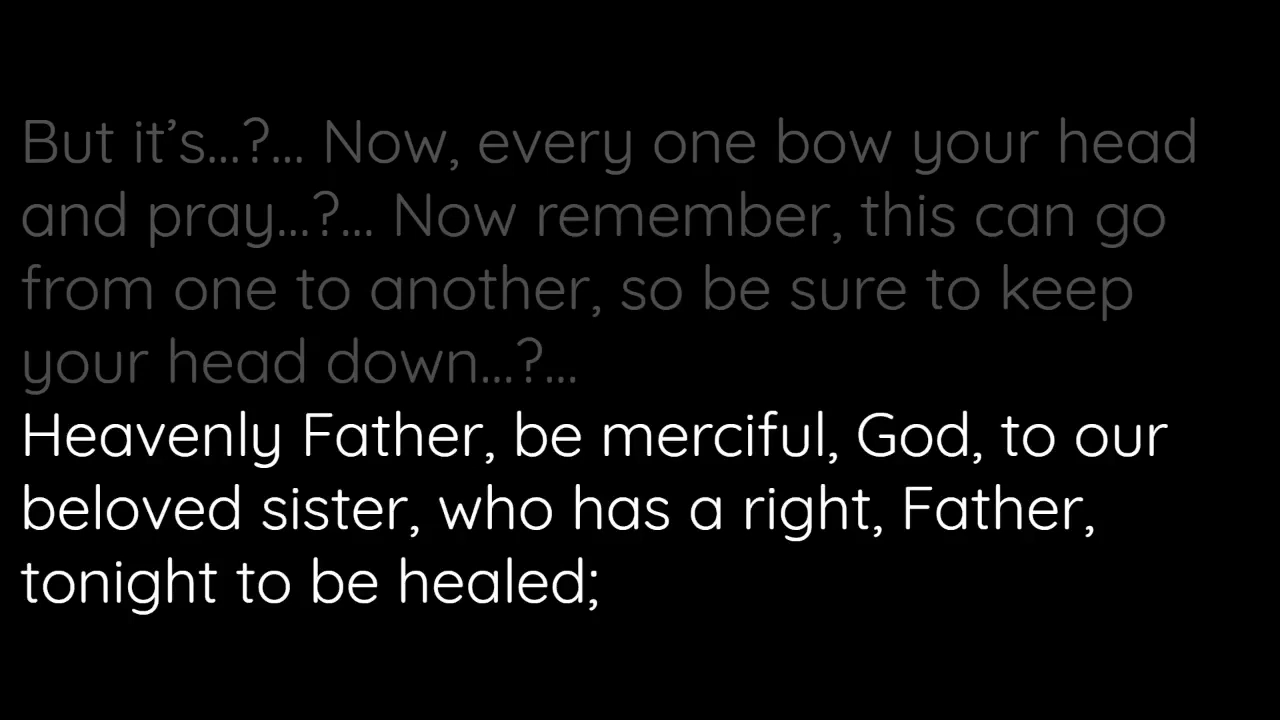 But it’s...?... Now, every one bow your head
and pray...?... Now remember, this can go
from one to another, so be sure to keep
your head down...?...
Heavenly Father, be merciful, God, to our
beloved sister, who has a right, Father,
tonight to be healed;